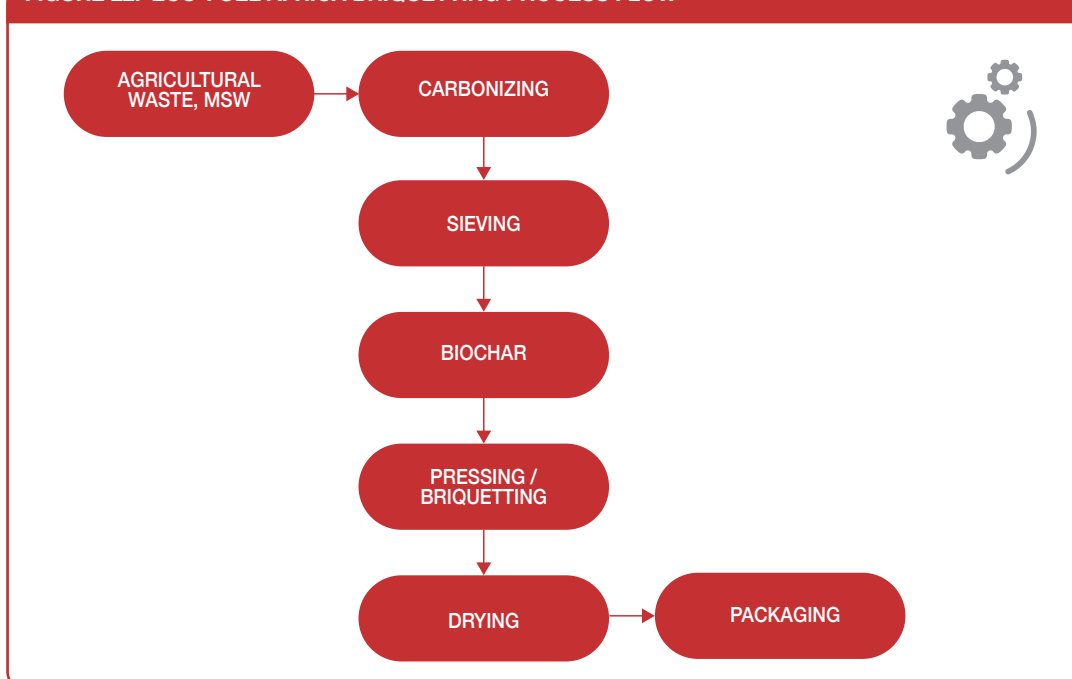 AGRICULTURAL
WASTE, MSW
CARBONIZING
SIEVING
BIOCHAR
PRESSING /
BRIQUETTING
DRYING
PACKAGING